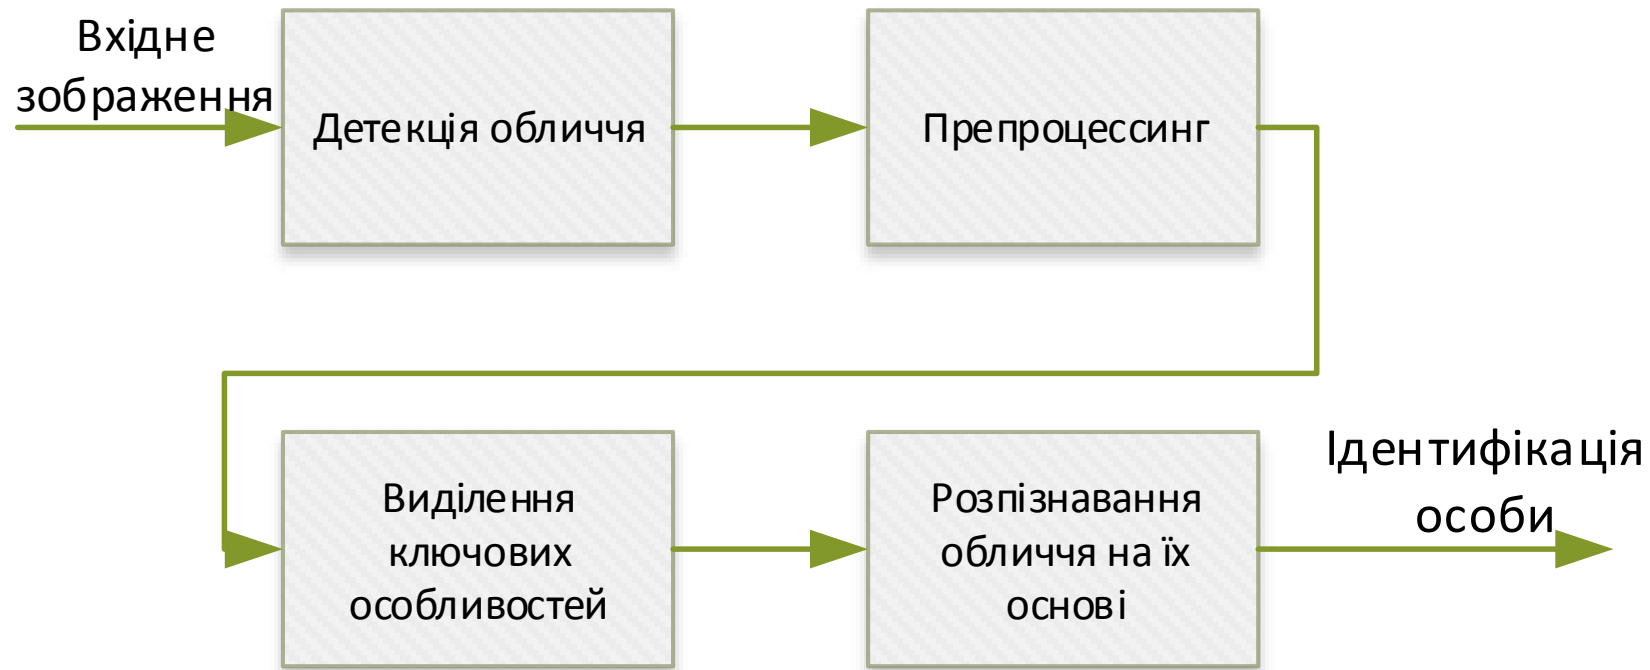 Вхідне
зображення
Детекція обличчя
Препроцессинг
Виділення
ключових
особливостей
Розпізнавання
обличчя на їх
основі
Ідентифікація
особи